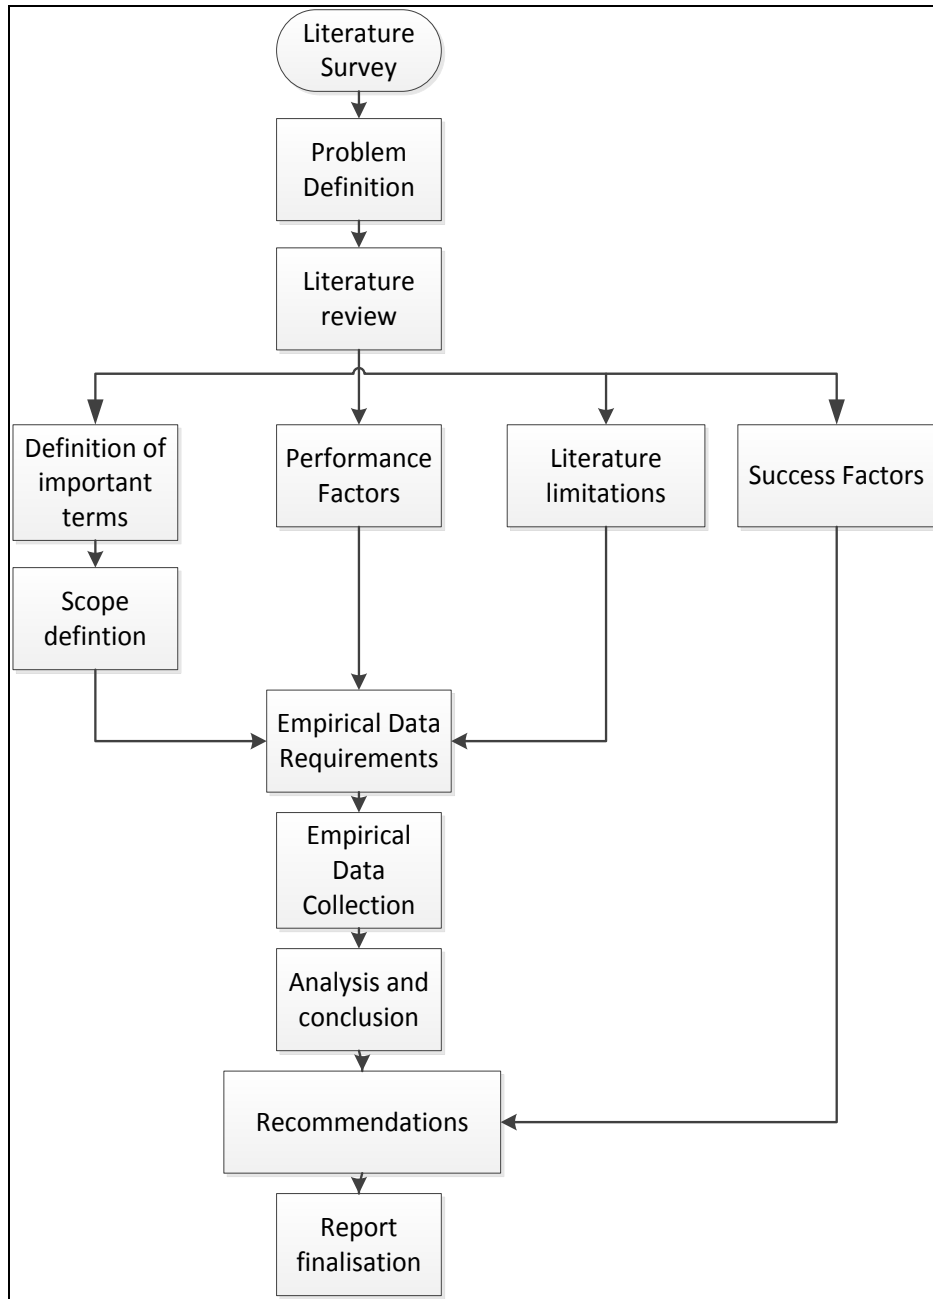 Literature
Survey
Problem
Definition
Literature
review
Definition of
important
terms
Performance
Factors
Literature
limitations
Success Factors
Scope
defintion
Empirical Data
Requirements
Empirical
Data
Collection
Analysis and
conclusion
Recommendations
Report
finalisation